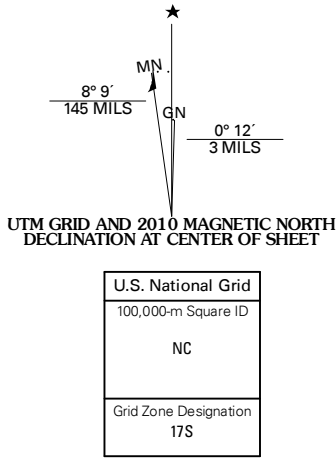 ★
MN
8° 9´
145 MILS
GN
0° 12´
3 MILS
UTM GRID AND 2010 MAGNETIC NORTH
DECLINATION AT CENTER OF SHEET
U.S. National Grid
100,000-m Square ID
NC
Grid Zone Designation
17S